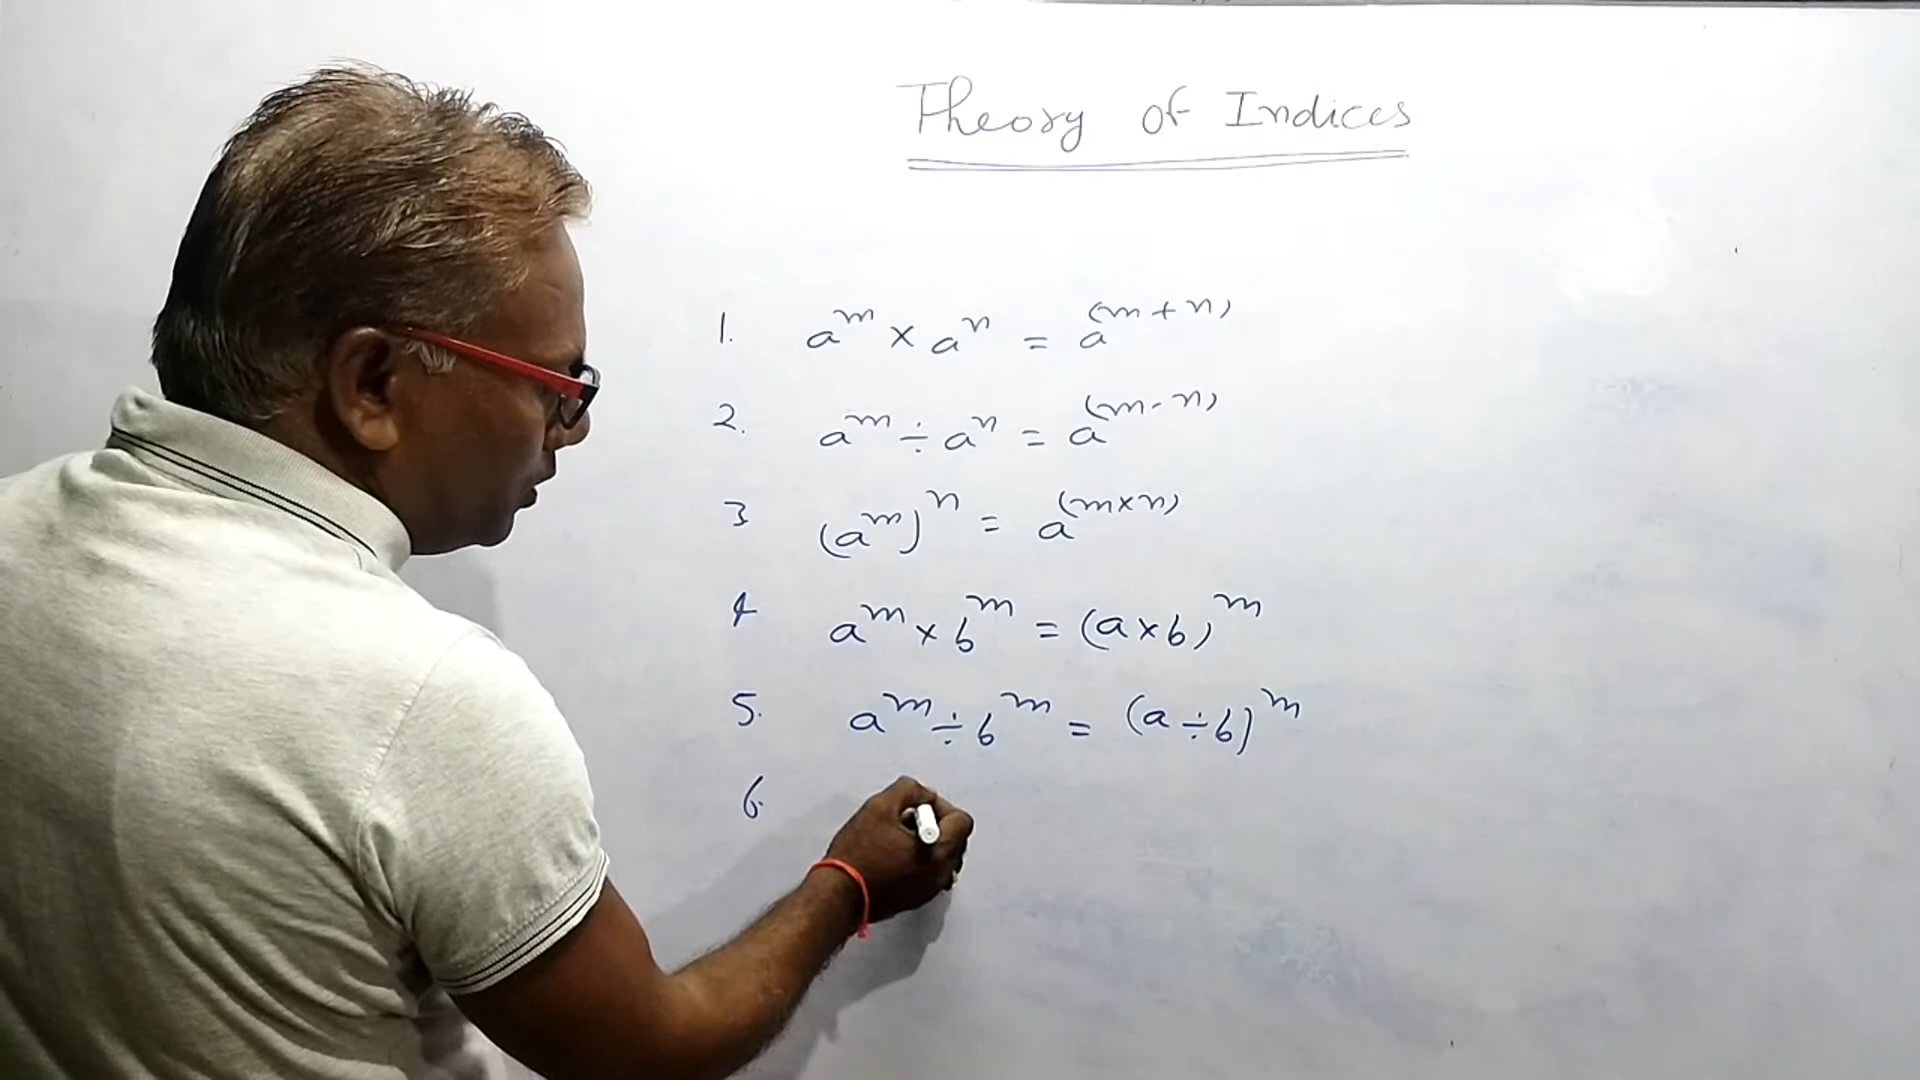 Theory of Indices
1. a^m × a^n = a^(m+n)
2. a^m ÷ a^n = a^(m-n)
3 (a^m)^n = a^(m×n)
4 a^m × b^m = (a×b)^m
5. a^m ÷ b^m = (a÷b)^m
6.